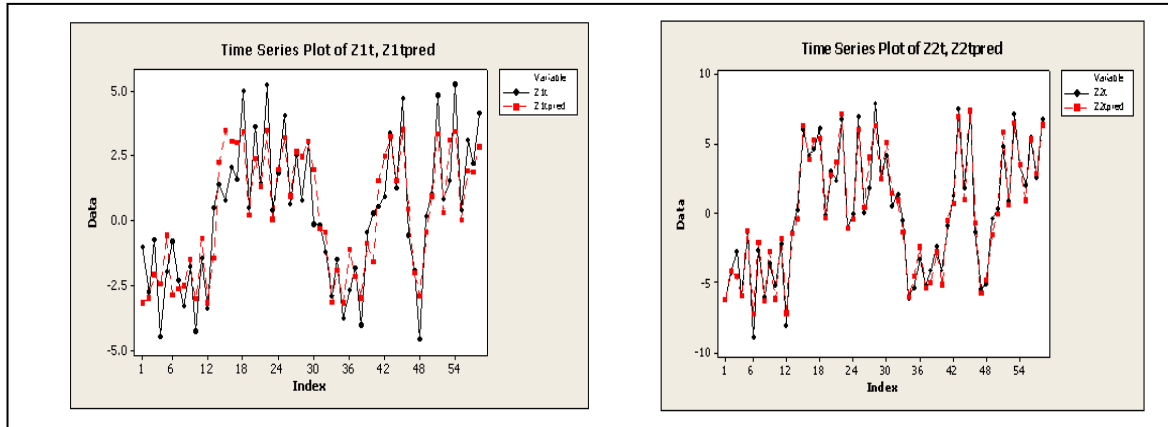 Time Series Plot of Z1t, Z1tpred
Variable
Z1t
Z1tpred
5.0
2.5
0.0
-2.5
-5.0
Data
1 6 12 18 24 30 36 42 48 54
Index
Time Series Plot of Z2t, Z2tpred
Variable
Z2t
Z2tpred
10
5
0
-5
-10
Data
1 6 12 18 24 30 36 42 48 54
Index